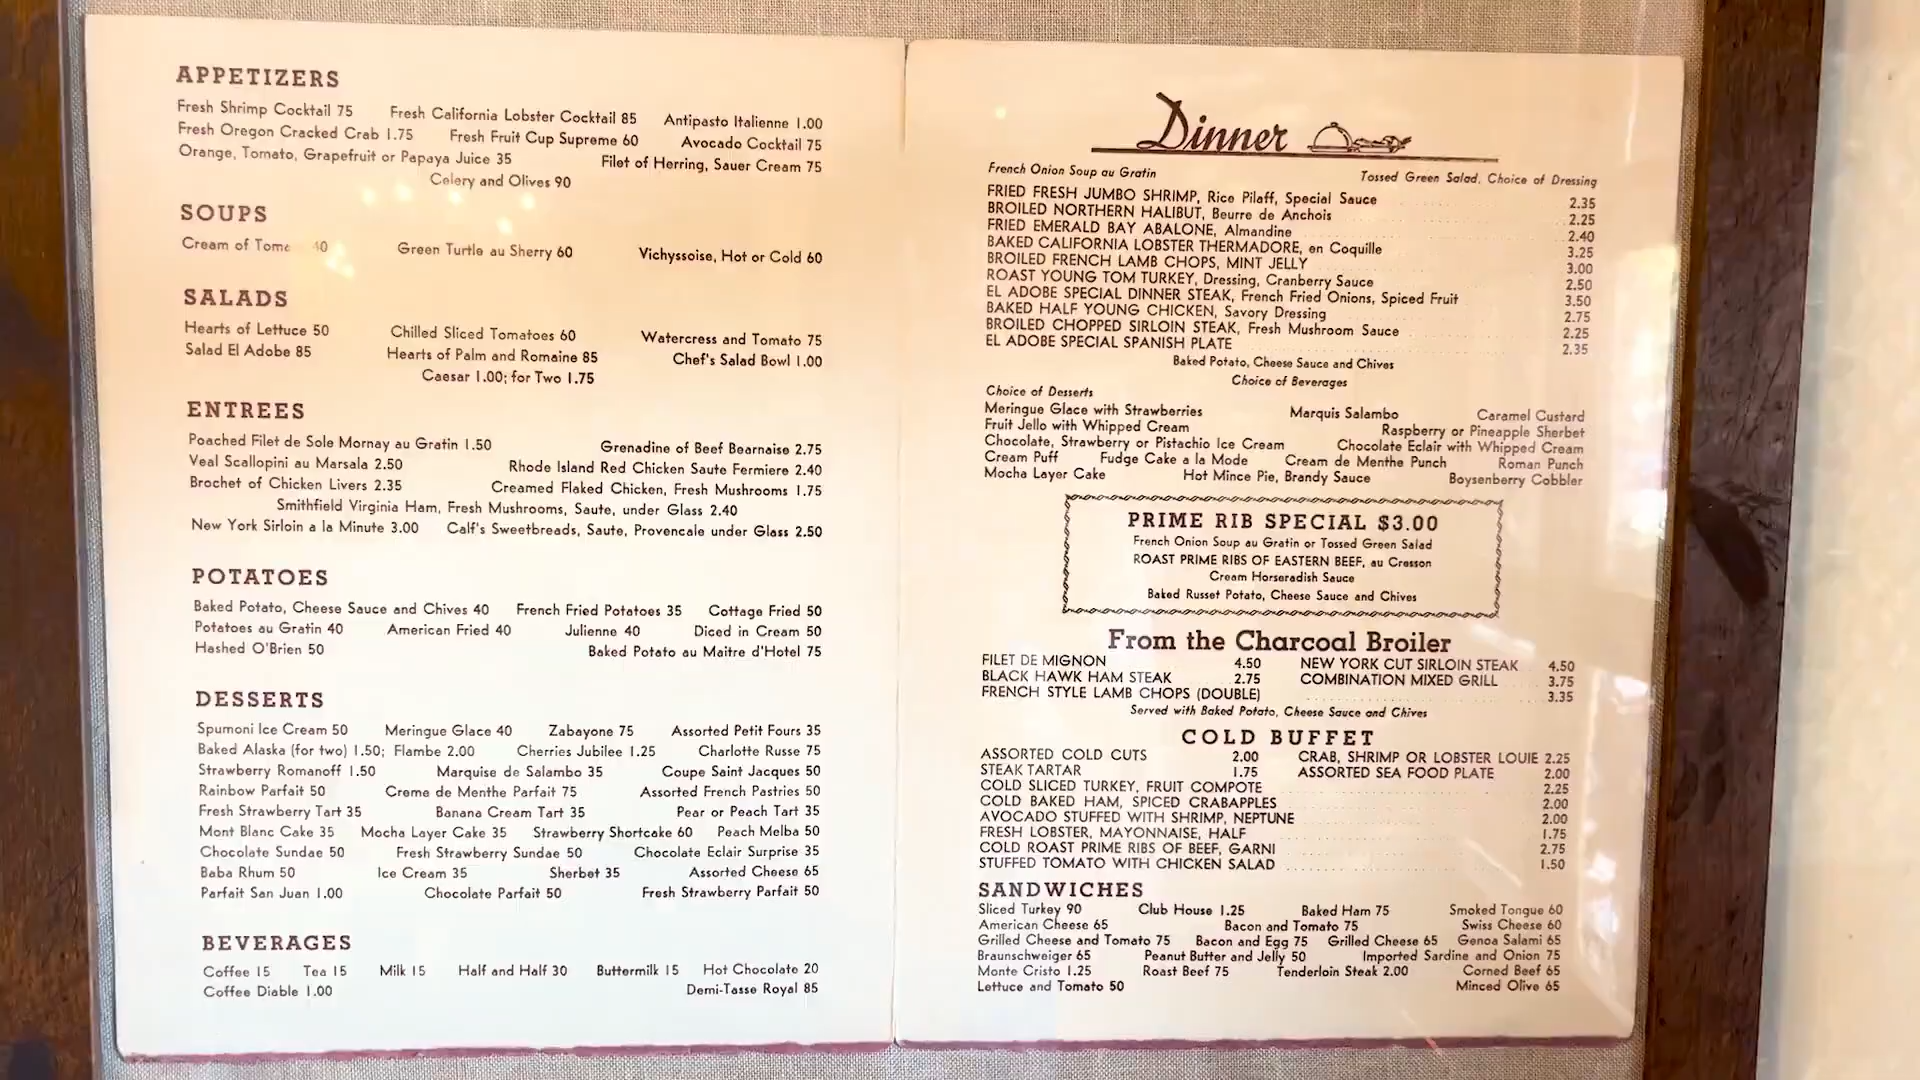 APPETIZERS
Fresh Shrimp Cocktail 75 Fresh California Lobster Cocktail 85 Antipasto Italienne 1.00
Fresh Oregon Cracked Crab 1.75 Fresh Fruit Cup Supreme 60 Avocado Cocktail 75
Orange, Tomato, Grapefruit or Papaya Juice 35 Filet of Herring, Sauer Cream 75
Celery and Olives 90
SOUPS
Cream of 40 Green Turtle au Sherry 60 Vichyssoise, Hot or Cold 60
SALADS
Hearts of Lettuce 50 Chilled Sliced Tomatoes 60 Watercress and Tomato 75
Salad El Adobe 85 Hearts of Palm and Romaine 85 Chef's Salad Bowl 1.00
Caesar 1.00; for Two 1.75
ENTREES
Poached Filet de Sole Mornay au Gratin 1.50 Grenadine of Beef Bearnaise 2.75
Veal Scallopini au Marsala 2.50 Rhode Island Red Chicken Saute Fermiere 2.40
Brochet of Chicken Livers 2.35 Creamed Flaked Chicken, Fresh Mushrooms 1.75
Smithfield Virginia Ham, Fresh Mushrooms, Saute, under Glass 2.40
New York Sirloin a la Minute 3.00 Calf's Sweetbreads, Saute, Provencale under Glass 2.50
POTATOES
Baked Potato, Cheese Sauce and Chives 40 French Fried Potatoes 35 Cottage Fried 50
Potatoes au Gratin 40 American Fried 40 Julienne 40 Diced in Cream 50
Hashed O'Brien 50 Baked Potato au Maitre d'Hotel 75
DESSERTS
Spumoni Ice Cream 50 Meringue Glace 40 Zabayone 75 Assorted Petit Fours 35
Baked Alaska (for two) 1.50; Flambe 2.00 Cherries Jubilee 1.25 Charlotte Russe 75
Strawberry Romanoff 1.50 Marquise de Salambo 35 Coupe Saint Jacques 50
Rainbow Parfait 50 Creme de Menthe Parfait 75 Assorted French Pastries 50
Fresh Strawberry Tart 35 Banana Cream Tart 35 Pear or Peach Tart 35
Mont Blanc Cake 35 Mocha Layer Cake 35 Strawberry Shortcake 60 Peach Melba 50
Chocolate Sundae 50 Fresh Strawberry Sundae 50 Chocolate Eclair Surprise 35
Baba Rhum 50 Ice Cream 35 Sherbet 35 Assorted Cheese 65
Parfait San Juan 1.00 Chocolate Parfait 50 Fresh Strawberry Parfait 50
BEVERAGES
Coffee 15 Tea 15 Milk 15 Half and Half 30 Buttermilk 15 Hot Chocolate 20
Coffee Diable 1.00 Demi-Tasse Royal 85
Dinner
French Onion Soup au Gratin Tossed Green Salad, Choice of Dressing
FRIED FRESH JUMBO SHRIMP, Rice Pilaff, Special Sauce 2.35
BROILED NORTHERN HALIBUT, Beurre de Anchois 2.25
FRIED EMERALD BAY ABALONE, Almandine 2.40
BAKED CALIFORNIA LOBSTER THERMADORE, en Coquille 3.25
BROILED FRENCH LAMB CHOPS, MINT JELLY 3.00
ROAST YOUNG TOM TURKEY, Dressing, Cranberry Sauce 2.50
EL ADOBE SPECIAL DINNER STEAK, French Fried Onions, Spiced Fruit 3.50
BAKED HALF YOUNG CHICKEN, Savory Dressing 2.75
BROILED CHOPPED SIRLOIN STEAK, Fresh Mushroom Sauce 2.25
EL ADOBE SPECIAL SPANISH PLATE 2.35
Baked Potato, Cheese Sauce and Chives
Choice of Beverages
Choice of Desserts
Meringue Glace with Strawberries Marquis Salambo Caramel Custard
Fruit Jello with Whipped Cream Raspberry or Pineapple Sherbet
Chocolate, Strawberry or Pistachio Ice Cream Chocolate Eclair with Whipped Cream
Cream Puff Fudge Cake a la Mode Cream de Menthe Punch Roman Punch
Mocha Layer Cake Hot Mince Pie, Brandy Sauce Boysenberry Cobbler
PRIME RIB SPECIAL $3.00
French Onion Soup au Gratin or Tossed Green Salad
ROAST PRIME RIBS OF EASTERN BEEF, au Cresson
Cream Horseradish Sauce
Baked Russet Potato, Cheese Sauce and Chives
From the Charcoal Broiler
FILET DE MIGNON 4.50 NEW YORK CUT SIRLOIN STEAK 4.50
BLACK HAWK HAM STEAK 2.75 COMBINATION MIXED GRILL 3.75
FRENCH STYLE LAMB CHOPS (DOUBLE) 3.35
Served with Baked Potato, Cheese Sauce and Chives
COLD BUFFET
ASSORTED COLD CUTS 2.00 CRAB, SHRIMP OR LOBSTER LOUIE 2.25
STEAK TARTAR 1.75 ASSORTED SEA FOOD PLATE 2.00
COLD SLICED TURKEY, FRUIT COMPOTE 2.25
COLD BAKED HAM, SPICED CRABAPPLES 2.00
AVOCADO STUFFED WITH SHRIMP, NEPTUNE 2.00
FRESH LOBSTER, MAYONNAISE, HALF 1.75
COLD ROAST PRIME RIBS OF BEEF, GARNI 2.75
STUFFED TOMATO WITH CHICKEN SALAD 1.50
SANDWICHES
Sliced Turkey 90 Club House 1.25 Baked Ham 75 Smoked Tongue 60
American Cheese 65 Bacon and Tomato 75 Swiss Cheese 60
Grilled Cheese and Tomato 75 Bacon and Egg 75 Grilled Cheese 65 Genoa Salami 65
Braunschweiger 65 Peanut Butter and Jelly 50 Imported Sardine and Onion 75
Monte Cristo 1.25 Roast Beef 75 Tenderloin Steak 2.00 Corned Beef 65
Lettuce and Tomato 50 Minced Olive 65